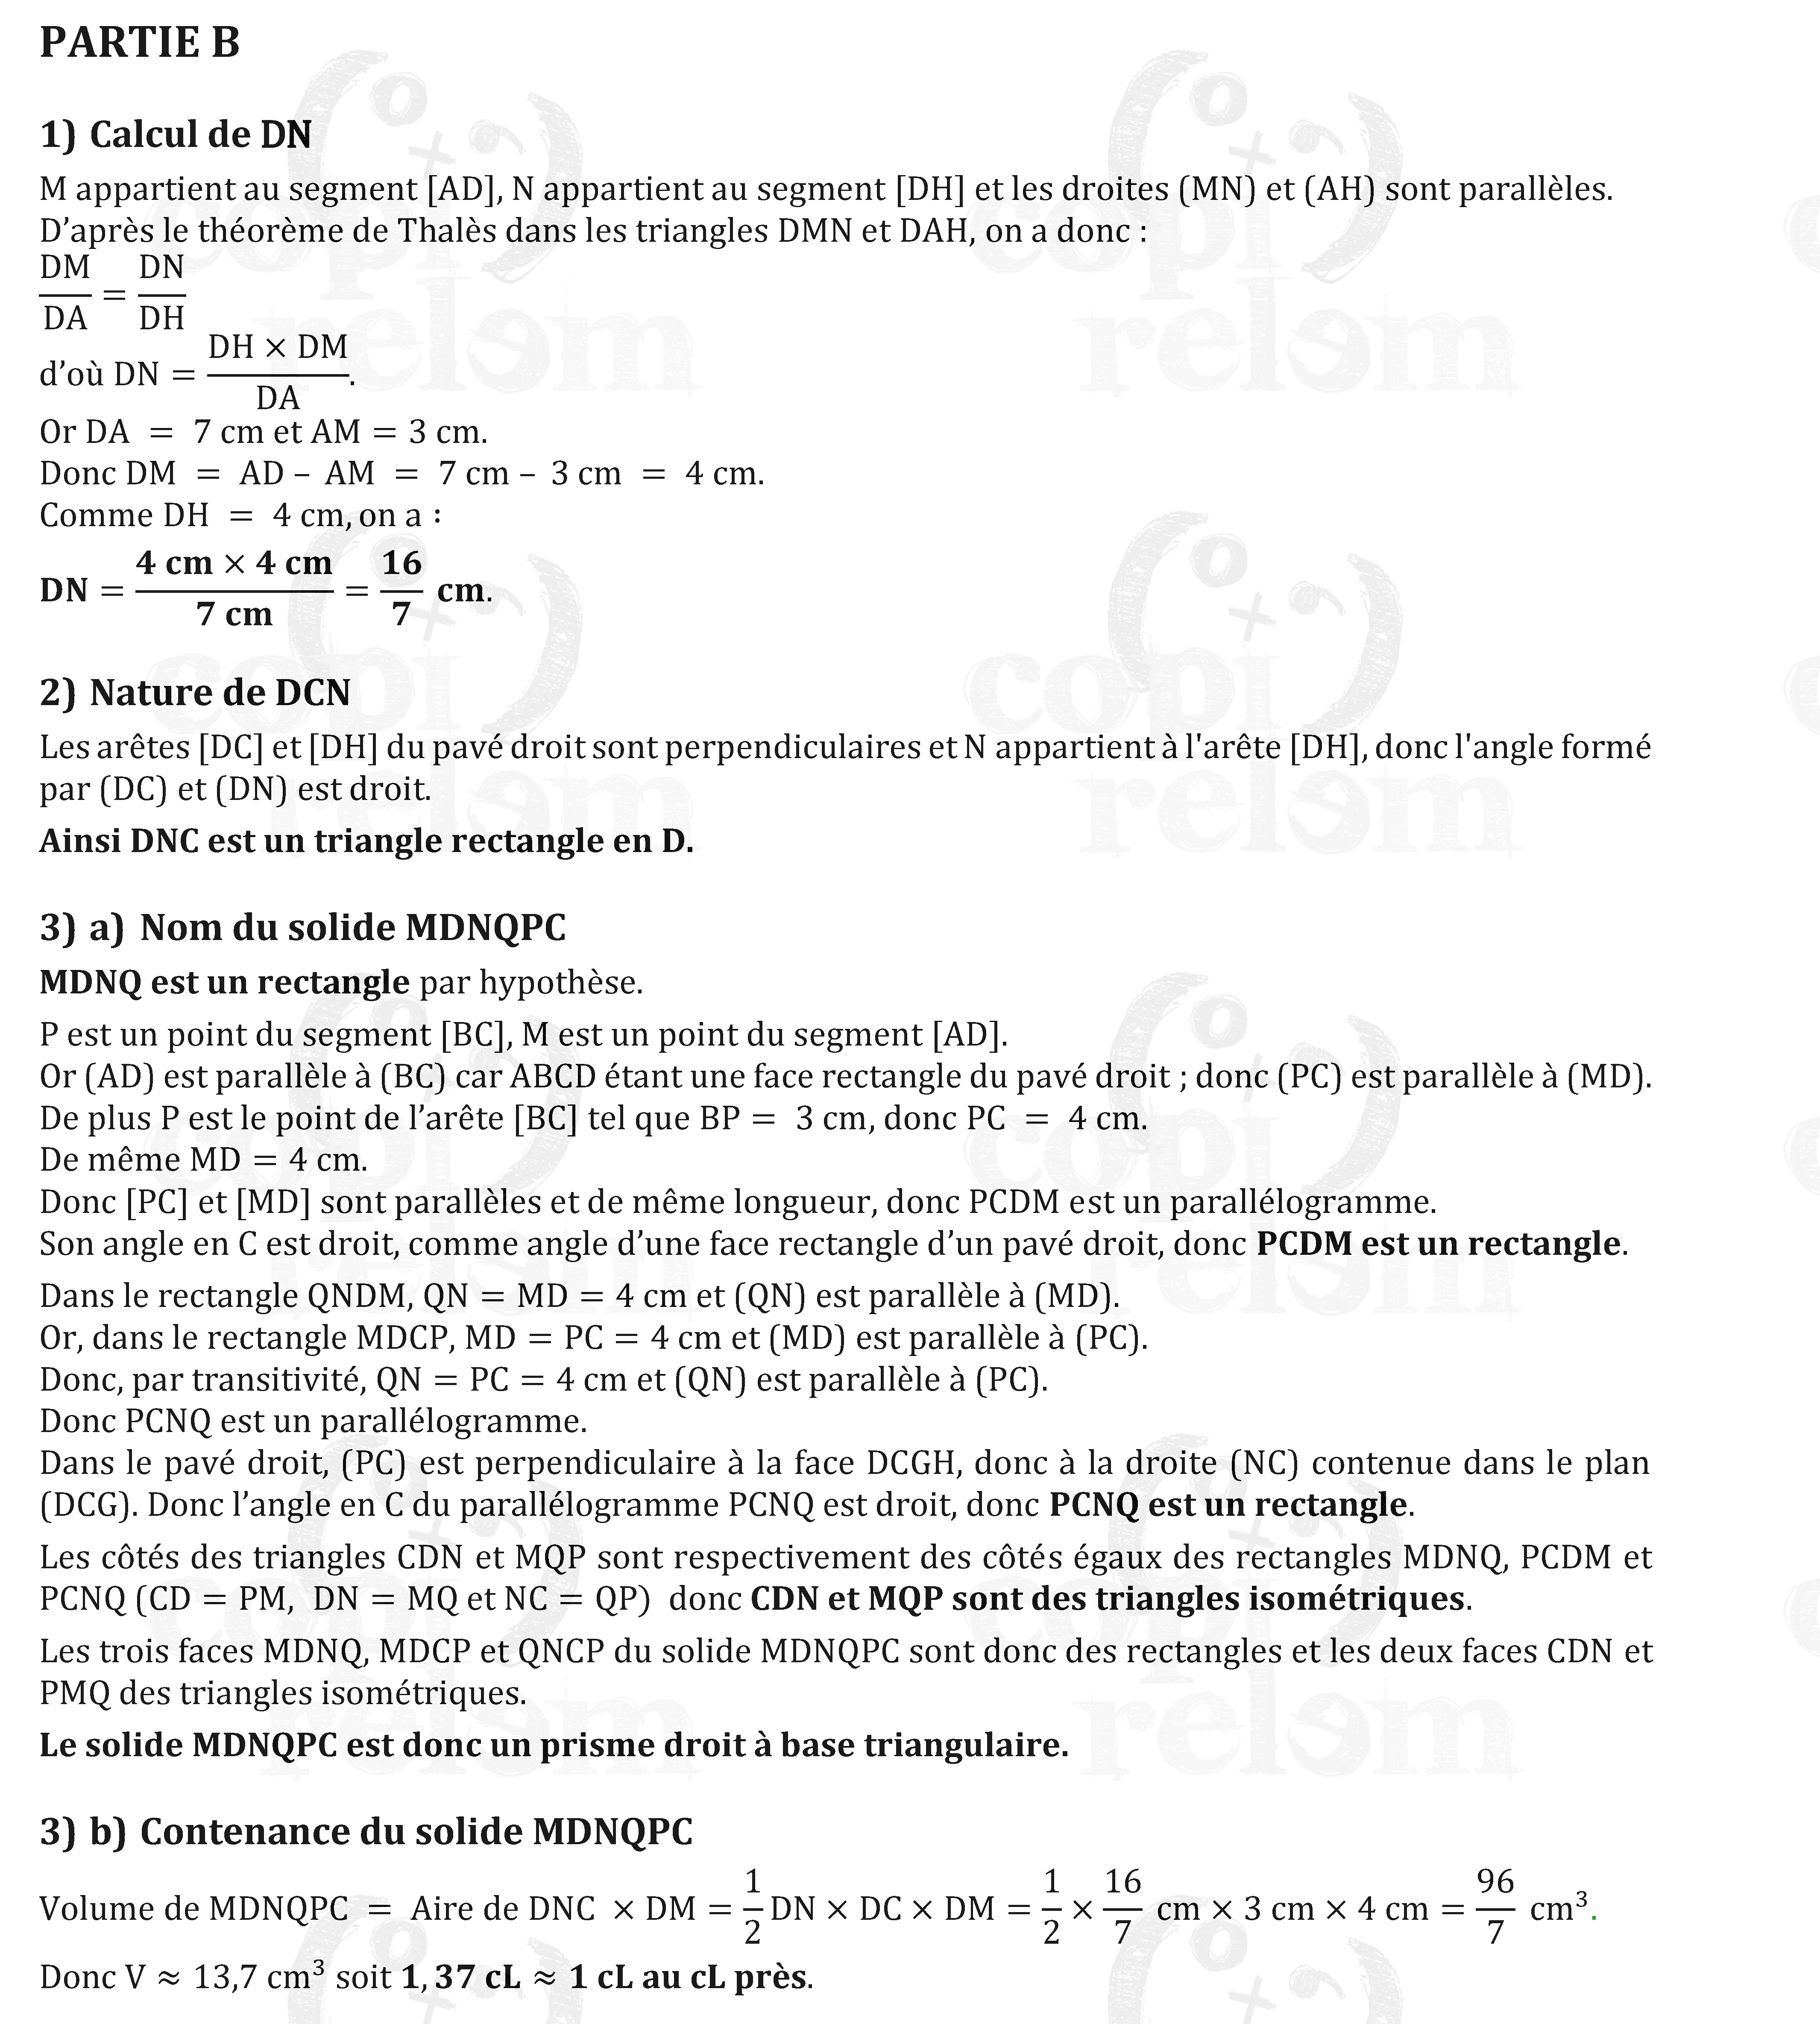 PARTIE B
1) Calcul de DN
M appartient au segment [AD], N appartient au segment [DH] et les droites (MN) et (AH) sont parallèles.
D’après le théorème de Thalès dans les triangles DMN et DAH, on a donc :
DM/DA = DN/DH
d’où DN = (DH × DM)/DA.
Or DA = 7 cm et AM = 3 cm.
Donc DM = AD – AM = 7 cm – 3 cm = 4 cm.
Comme DH = 4 cm, on a :
DN = (4 cm × 4 cm)/(7 cm) = 16/7 cm.
2) Nature de DCN
Les arêtes [DC] et [DH] du pavé droit sont perpendiculaires et N appartient à l'arête [DH], donc l'angle formé
par (DC) et (DN) est droit.
Ainsi DNC est un triangle rectangle en D.
3) a) Nom du solide MDNQPC
MDNQ est un rectangle par hypothèse.
P est un point du segment [BC], M est un point du segment [AD].
Or (AD) est parallèle à (BC) car ABCD étant une face rectangle du pavé droit ; donc (PC) est parallèle à (MD).
De plus P est le point de l’arête [BC] tel que BP = 3 cm, donc PC = 4 cm.
De même MD = 4 cm.
Donc [PC] et [MD] sont parallèles et de même longueur, donc PCDM est un parallélogramme.
Son angle en C est droit, comme angle d’une face rectangle d’un pavé droit, donc PCDM est un rectangle.
Dans le rectangle QNDM, QN = MD = 4 cm et (QN) est parallèle à (MD).
Or, dans le rectangle MDCP, MD = PC = 4 cm et (MD) est parallèle à (PC).
Donc, par transitivité, QN = PC = 4 cm et (QN) est parallèle à (PC).
Donc PCNQ est un parallélogramme.
Dans le pavé droit, (PC) est perpendiculaire à la face DCGH, donc à la droite (NC) contenue dans le plan
(DCG). Donc l’angle en C du parallélogramme PCNQ est droit, donc PCNQ est un rectangle.
Les côtés des triangles CDN et MQP sont respectivement des côtés égaux des rectangles MDNQ, PCDM et
PCNQ (CD = PM, DN = MQ et NC = QP) donc CDN et MQP sont des triangles isométriques.
Les trois faces MDNQ, MDCP et QNCP du solide MDNQPC sont donc des rectangles et les deux faces CDN et
PMQ des triangles isométriques.
Le solide MDNQPC est donc un prisme droit à base triangulaire.
3) b) Contenance du solide MDNQPC
Volume de MDNQPC = Aire de DNC × DM = 1/2 DN × DC × DM = 1/2 × 16/7 cm × 3 cm × 4 cm = 96/7 cm³.
Donc V ≈ 13,7 cm³ soit 1,37 cL ≈ 1 cL au cL près.